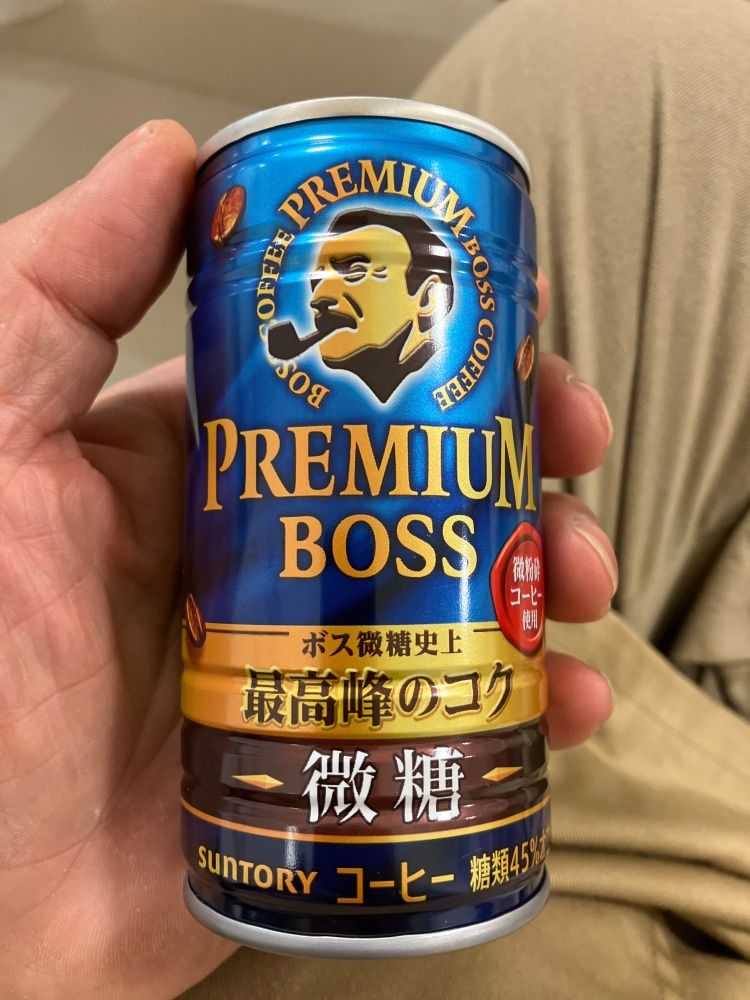 BOSS COFFEE PREMIUM BOSS COFFEE
PREMIUM
BOSS
微粉砕
コーヒー
使用
ボス微糖史上
最高峰のコク
微糖
SUNTORY コーヒー 糖類45%